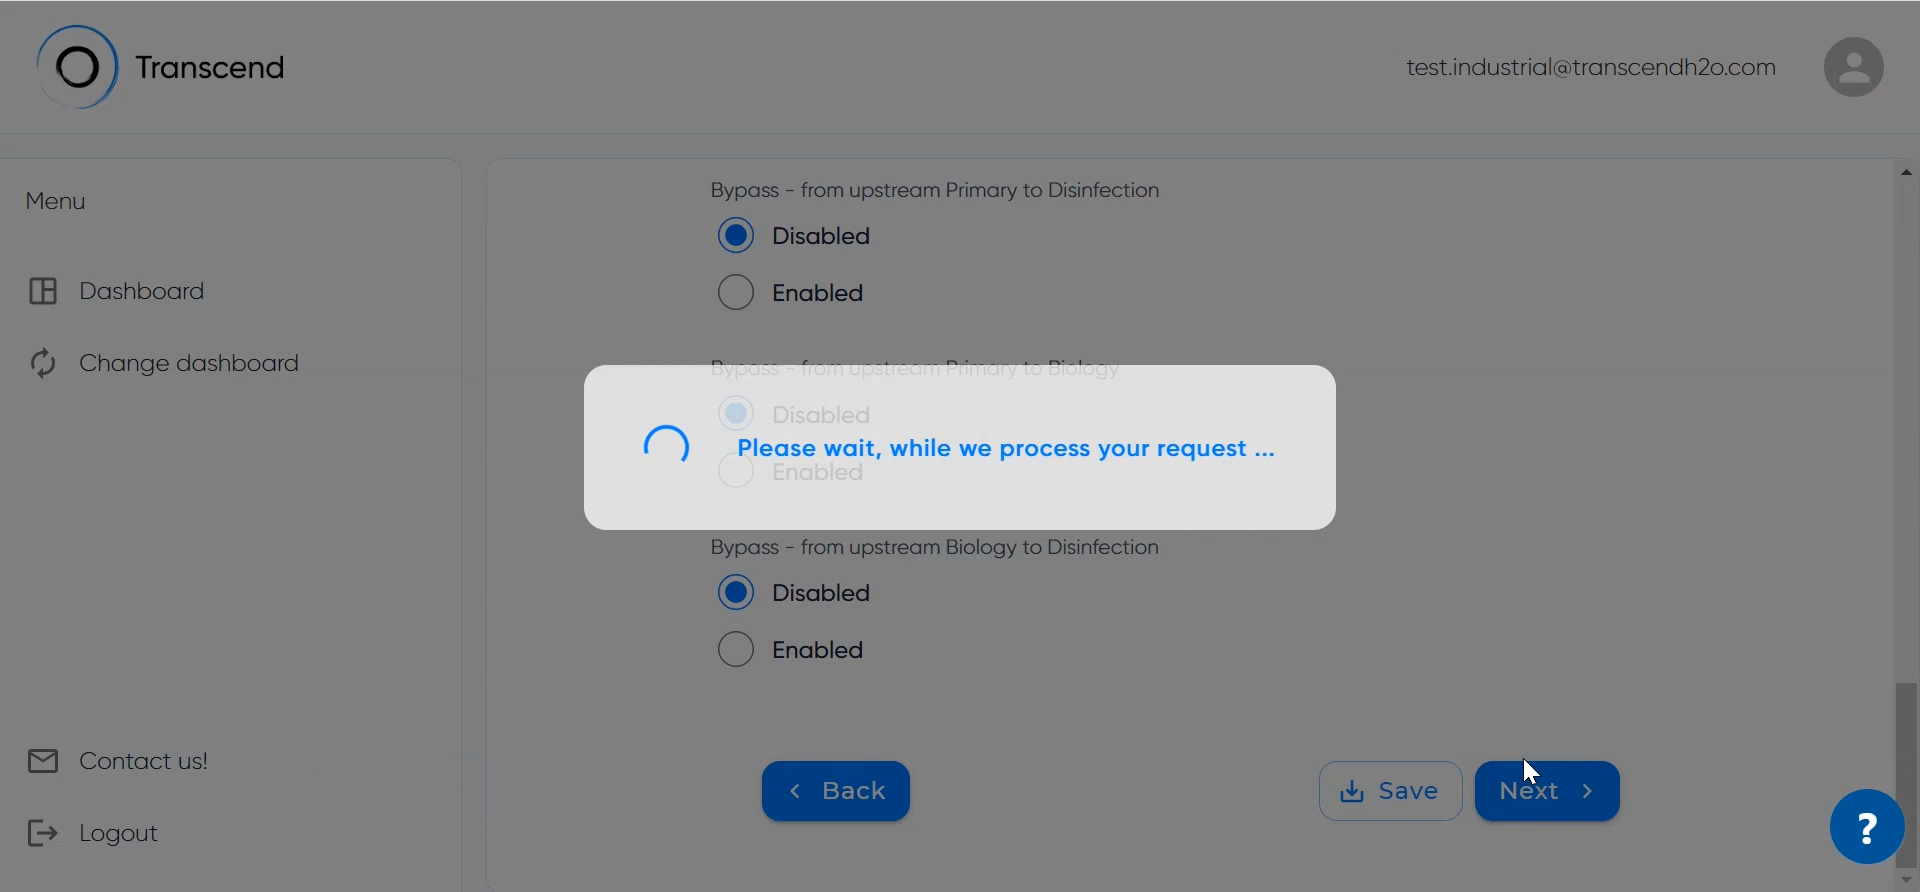 Transcend
test.industrial@transcendh2o.com
Menu
Dashboard
Change dashboard
Contact us!
Logout
Bypass - from upstream Primary to Disinfection
Disabled
Enabled
Bypass - from upstream Primary to Biology
Disabled
Please wait, while we process your request ...
Enabled
Bypass - from upstream Biology to Disinfection
Disabled
Enabled
Back
Save
Next
?